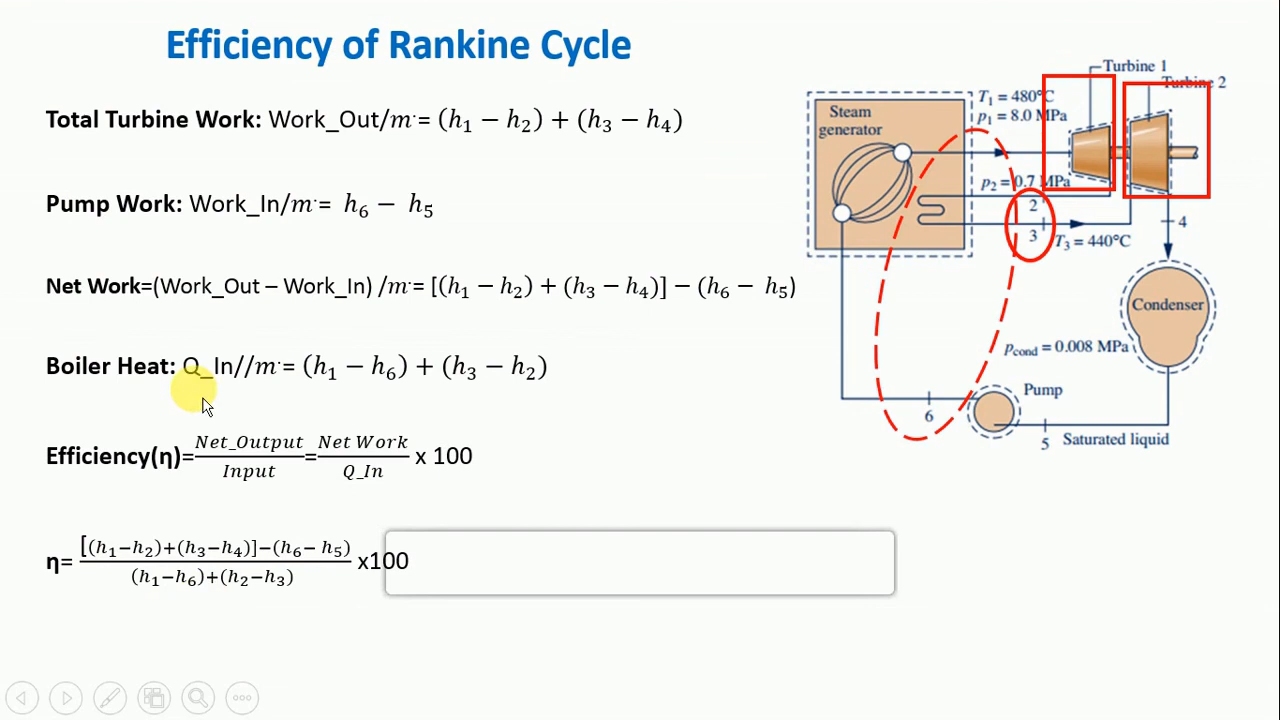 Efficiency of Rankine Cycle
Total Turbine Work: Work_Out/ṁ= (h₁ − h₂) + (h₃ − h₄)
Pump Work: Work_In/ṁ= h₆ − h₅
Net Work=(Work_Out – Work_In) /ṁ= [(h₁ − h₂) + (h₃ − h₄)] − (h₆ − h₅)
Boiler Heat: Q_In//ṁ= (h₁ − h₆) + (h₃ − h₂)
Efficiency(η)=Net_Output/Input=Net Work/Q_In x 100
η= [(h₁−h₂)+(h₃−h₄)]−(h₆− h₅)/(h₁−h₆)+(h₂−h₃) x100
Turbine 1
Turbine 2
T₁ = 480°C
p₁ = 8.0 MPa
Steam
generator
p₂ = 0.7 MPa
2
3
T₃ = 440°C
4
Condenser
p_cond = 0.008 MPa
Pump
6
5
Saturated liquid